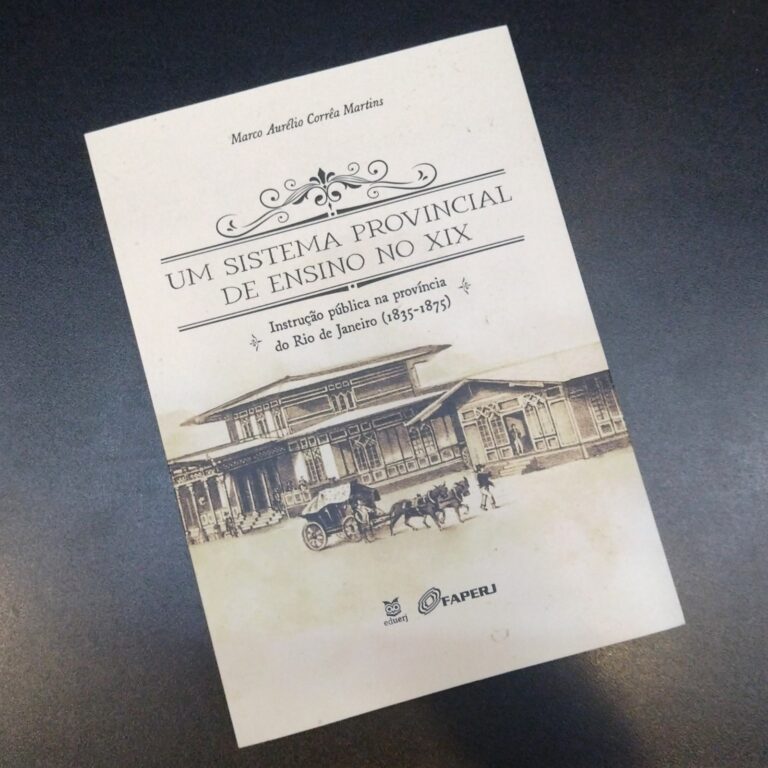 Marco Aurélio Corrêa Martins
UM SISTEMA PROVINCIAL
DE ENSINO NO XIX
Instrução pública na província
do Rio de Janeiro (1835-1875)
eduerj
FAPERJ